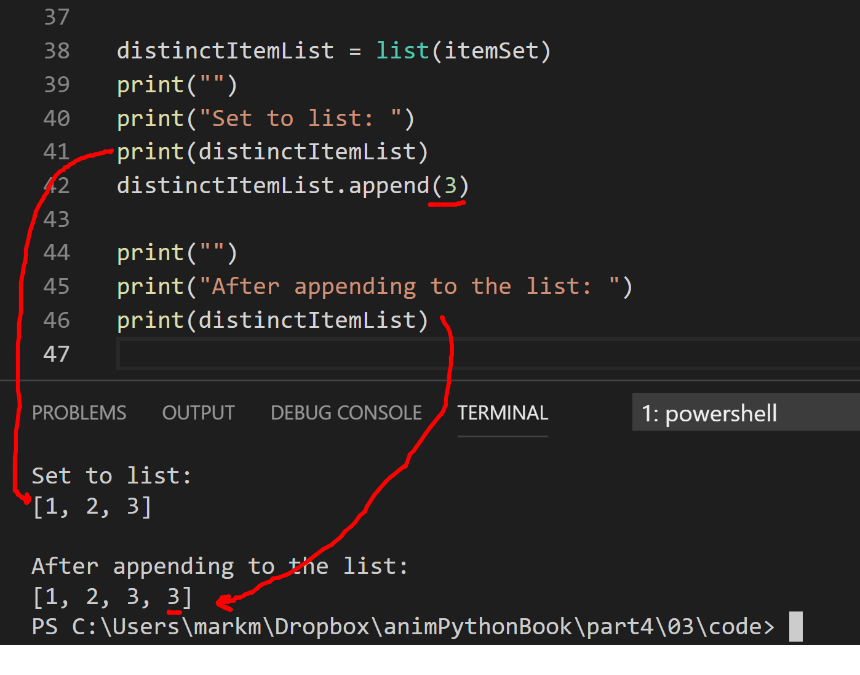 37
38 distinctItemList = list(itemSet)
39 print("")
40 print("Set to list: ")
41 print(distinctItemList)
42 distinctItemList.append(3)
43
44 print("")
45 print("After appending to the list: ")
46 print(distinctItemList)
47
PROBLEMS OUTPUT DEBUG CONSOLE TERMINAL 1: powershell
Set to list:
[1, 2, 3]
After appending to the list:
[1, 2, 3, 3]
PS C:\Users\markm\Dropbox\animPythonBook\part4\03\code>